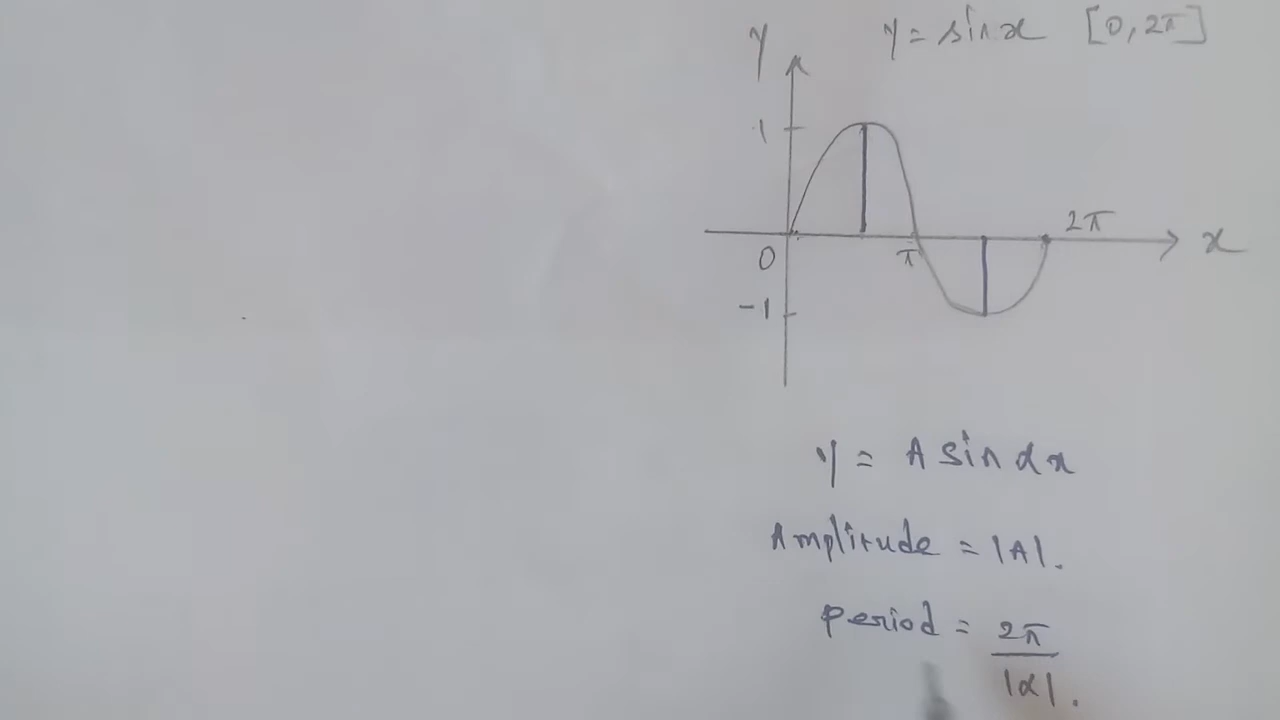 y = sin x [0, 2π]
y
1
0 π 2π x
-1
y = A sin αx
Amplitude = |A|.
Period = 2π/|α|.